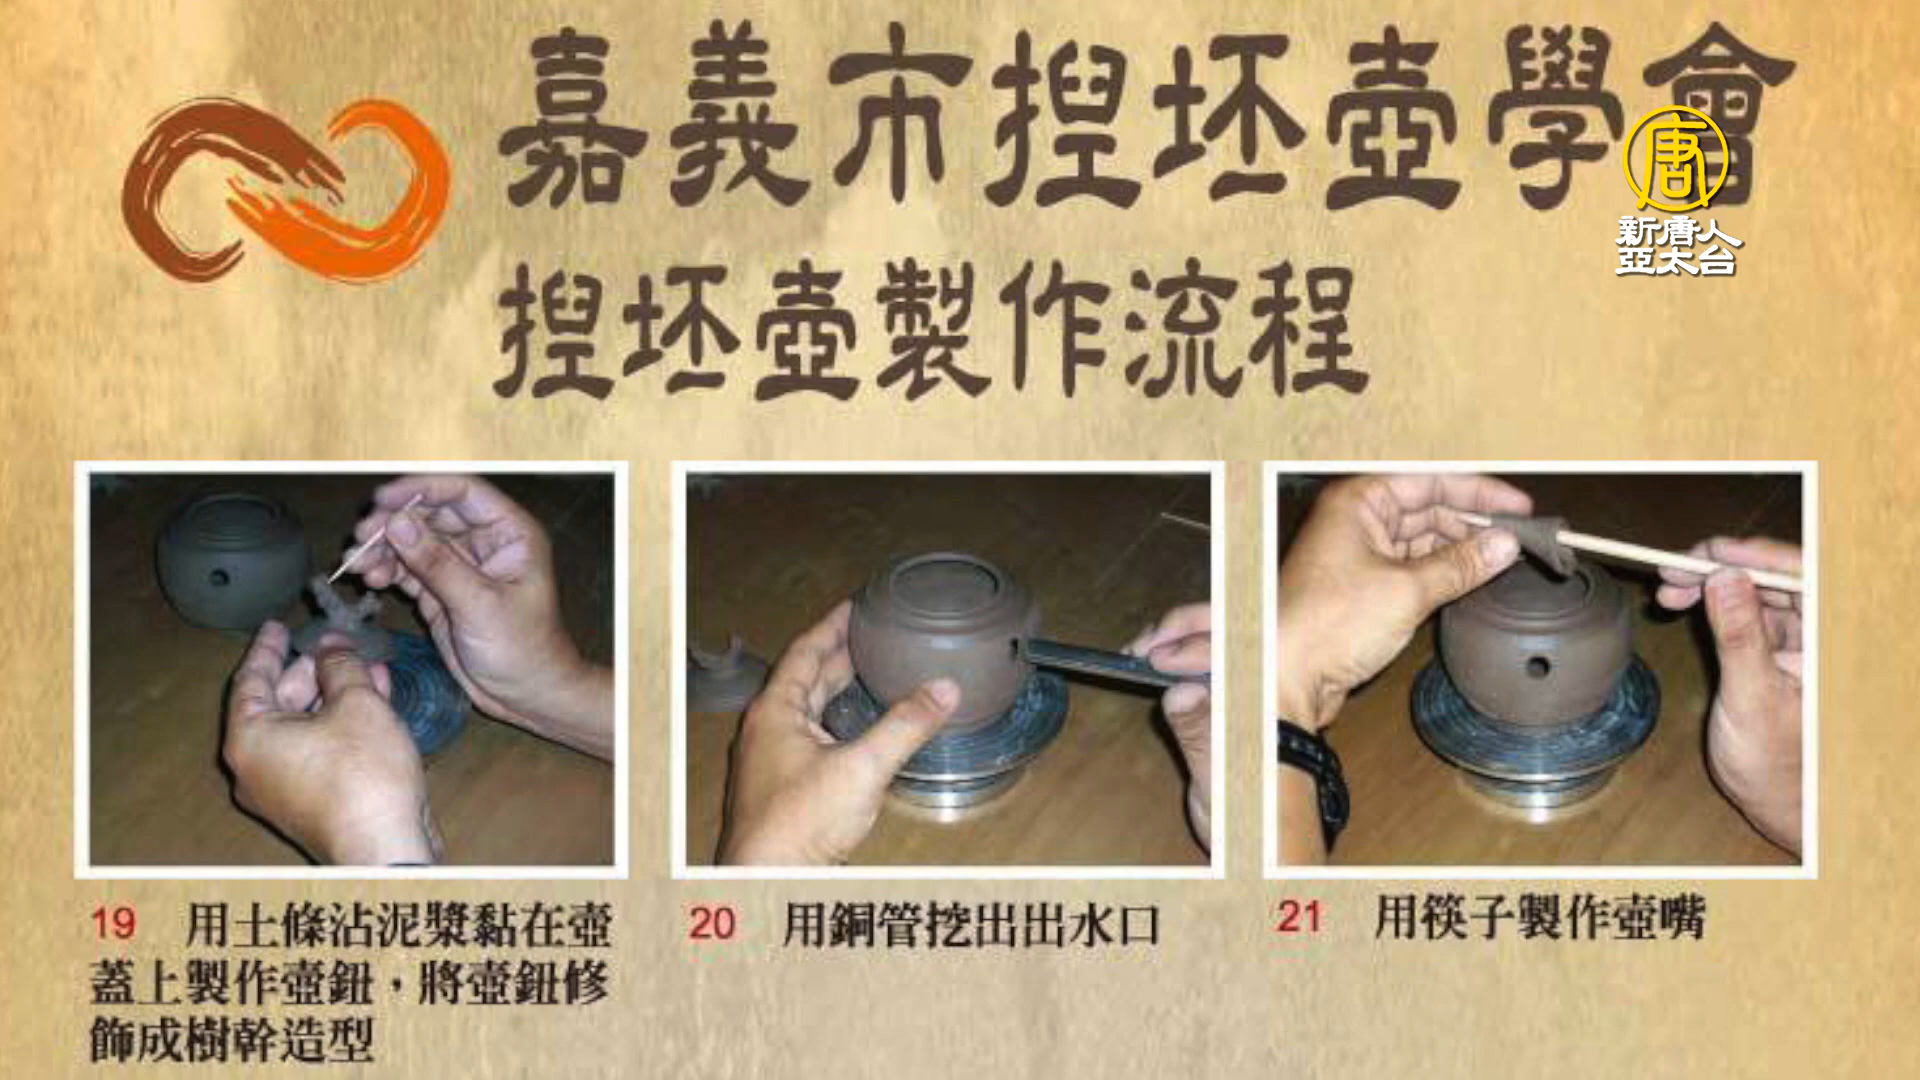 嘉義市揑坯壺學會
唐
新唐人
亞太台
揑坯壺製作流程
19 用土條沾泥漿黏在壺
蓋上製作壺鈕，將壺鈕修
飾成樹幹造型
20 用銅管挖出出水口
21 用筷子製作壺嘴